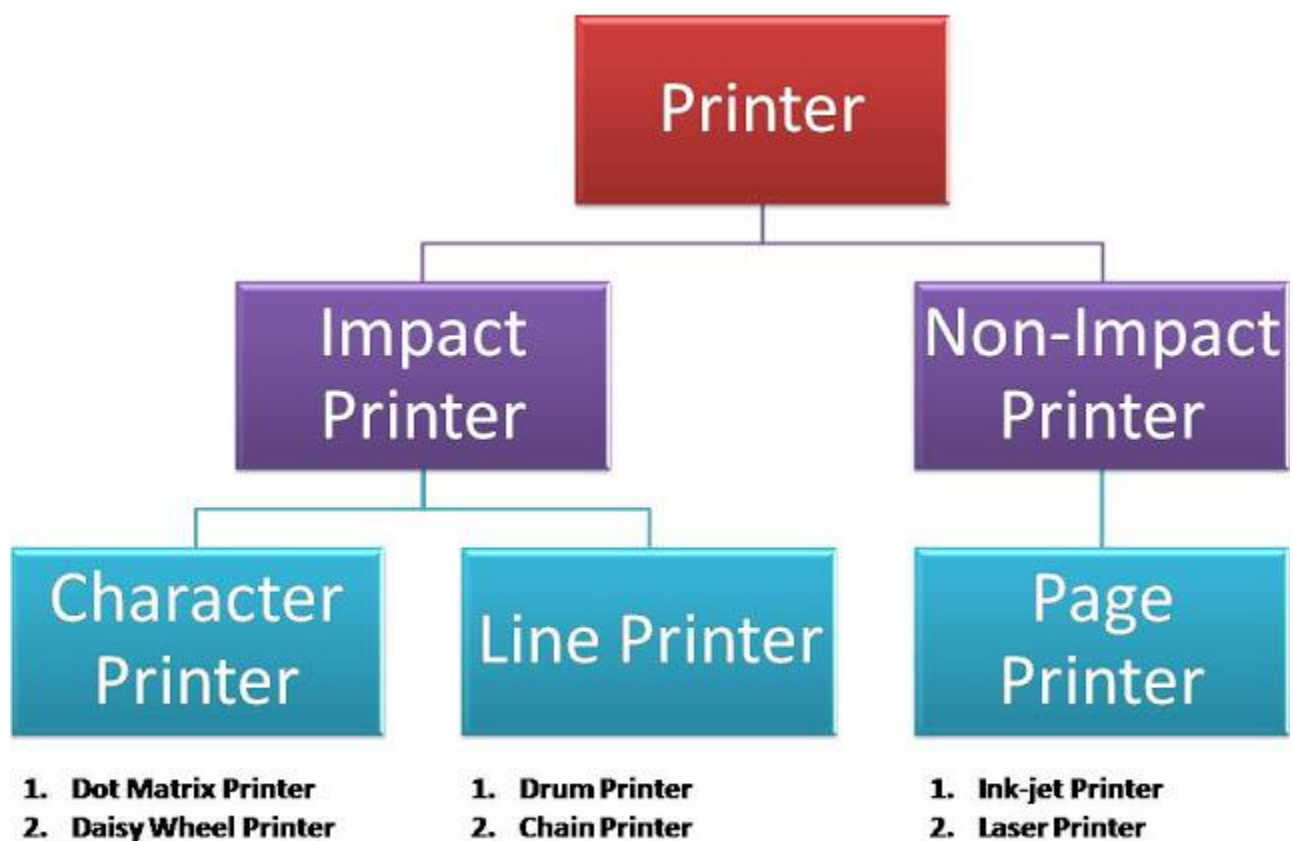 Printer
Impact
Printer
Non-Impact
Printer
Character
Printer
Line Printer
Page
Printer
1. Dot Matrix Printer
2. Daisy Wheel Printer
1. Drum Printer
2. Chain Printer
1. Ink-jet Printer
2. Laser Printer